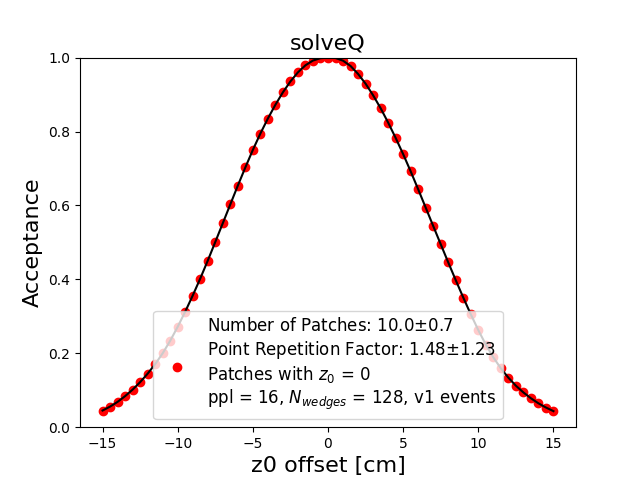 solveQ
1.0
0.8
0.6
0.4
0.2
0.0
Acceptance
Number of Patches: 10.0±0.7
Point Repetition Factor: 1.48±1.23
Patches with z₀ = 0
ppl = 16, N_wedges = 128, v1 events
−15 −10 −5 0 5 10 15
z0 offset [cm]